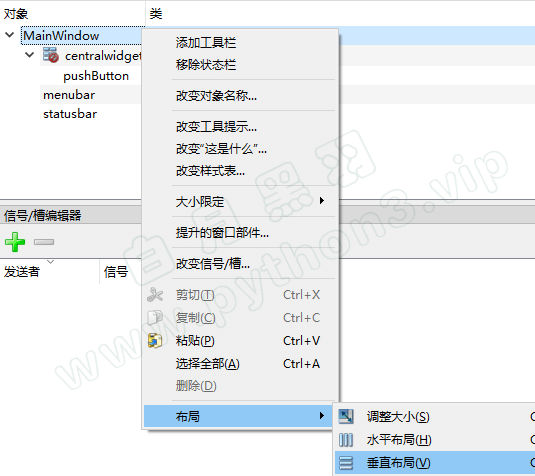 对象 类
MainWindow
centralwidget
pushButton
menubar
statusbar
添加工具栏
移除状态栏
改变对象名称...
改变工具提示...
改变“这是什么”...
改变样式表...
大小限定
提升的窗口部件...
改变信号/槽...
剪切(T) Ctrl+X
复制(C) Ctrl+C
粘贴(P) Ctrl+V
选择全部(A) Ctrl+A
删除(D)
布局
信号/槽编辑器
发送者 信号
调整大小(S)
水平布局(H)
垂直布局(V)
白月黑羽
www.python3.vip